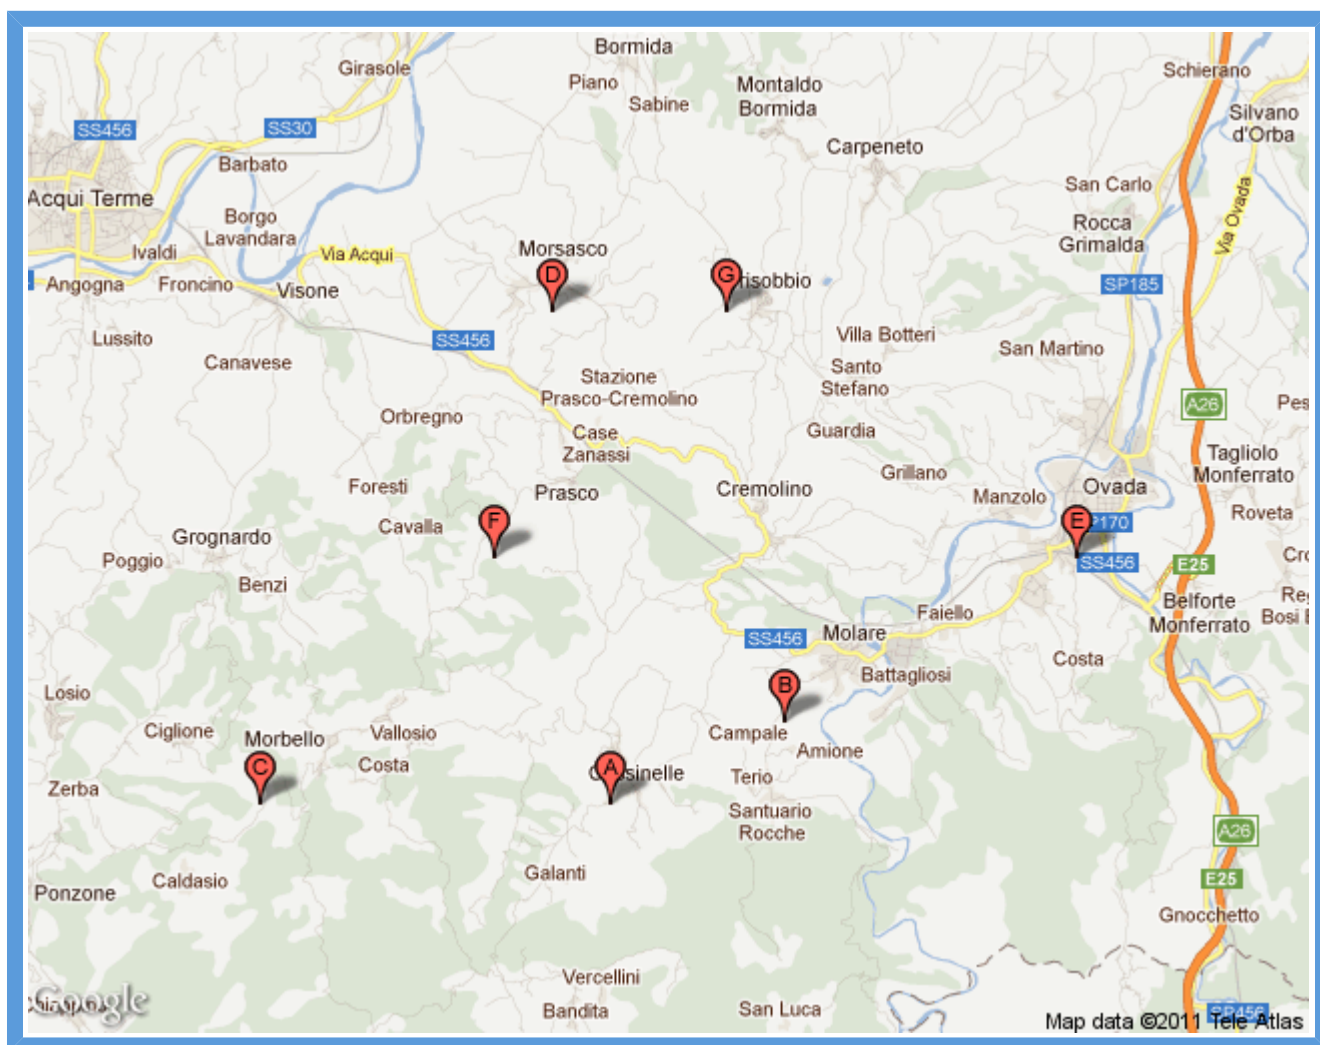 Bormida
Girasole
Piano
Sabine
Montaldo
Bormida
Schierano
Silvano
d'Orba
SS456
SS30
Barbato
Carpeneto
Acqui Terme
San Carlo
Borgo
Lavandara
Rocca
Grimalda
Via Ovada
Ivaldi
Via Acqui
Morsasco
Angogna
Froncino
Visone
D
G
risobbio
SP185
Lussito
SS456
Villa Botteri
San Martino
Canavese
Santo
Stefano
Stazione
Prasco-Cremolino
A26
Pes
Orbregno
Case
Zanassi
Guardia
Tagliolo
Monferrato
Grillano
Foresti
Prasco
Cremolino
Manzolo
Ovada
Roveta
Cavalla
F
E
P170
Grognardo
Poggio
SS456
E25
Cro
Benzi
Belforte
Monferrato
Re
Bosi
Faiello
SS456
Molare
Costa
Battagliosi
Losio
B
Ciglione
Morbello
Vallosio
Campale
Amione
Costa
C
A
sinelle
Terio
Zerba
Santuario
Rocche
A26
Galanti
Caldasio
E25
Ponzone
Gnocchetto
Vercellini
Bandita
San Luca
Google
SP456
Map data ©2011 Tele Atlas